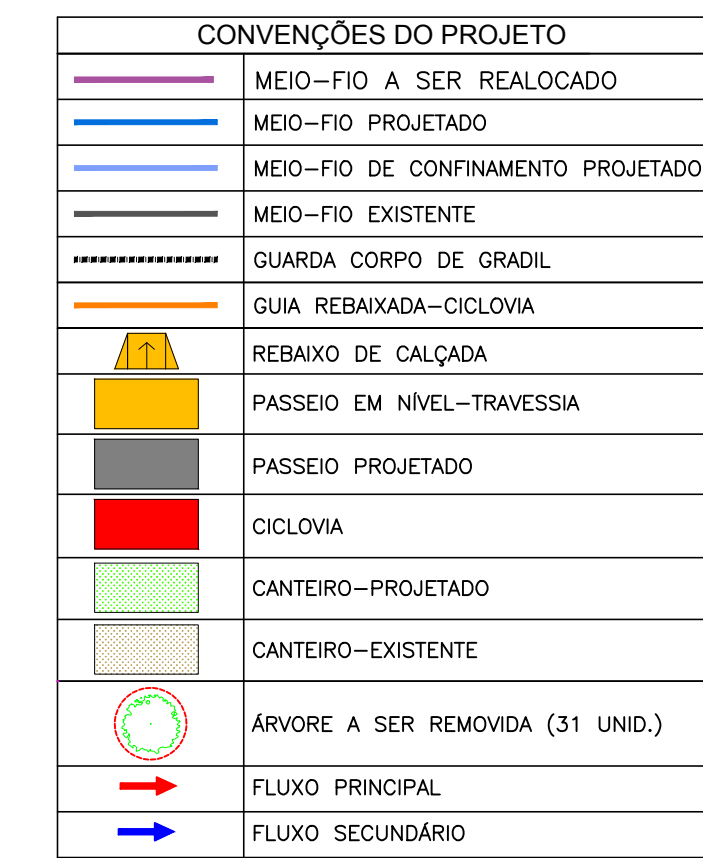 CONVENÇÕES DO PROJETO
MEIO-FIO A SER REALOCADO
MEIO-FIO PROJETADO
MEIO-FIO DE CONFINAMENTO PROJETADO
MEIO-FIO EXISTENTE
GUARDA CORPO DE GRADIL
GUIA REBAIXADA-CICLOVIA
REBAIXO DE CALÇADA
PASSEIO EM NÍVEL-TRAVESSIA
PASSEIO PROJETADO
CICLOVIA
CANTEIRO-PROJETADO
CANTEIRO-EXISTENTE
ÁRVORE A SER REMOVIDA (31 UNID.)
FLUXO PRINCIPAL
FLUXO SECUNDÁRIO